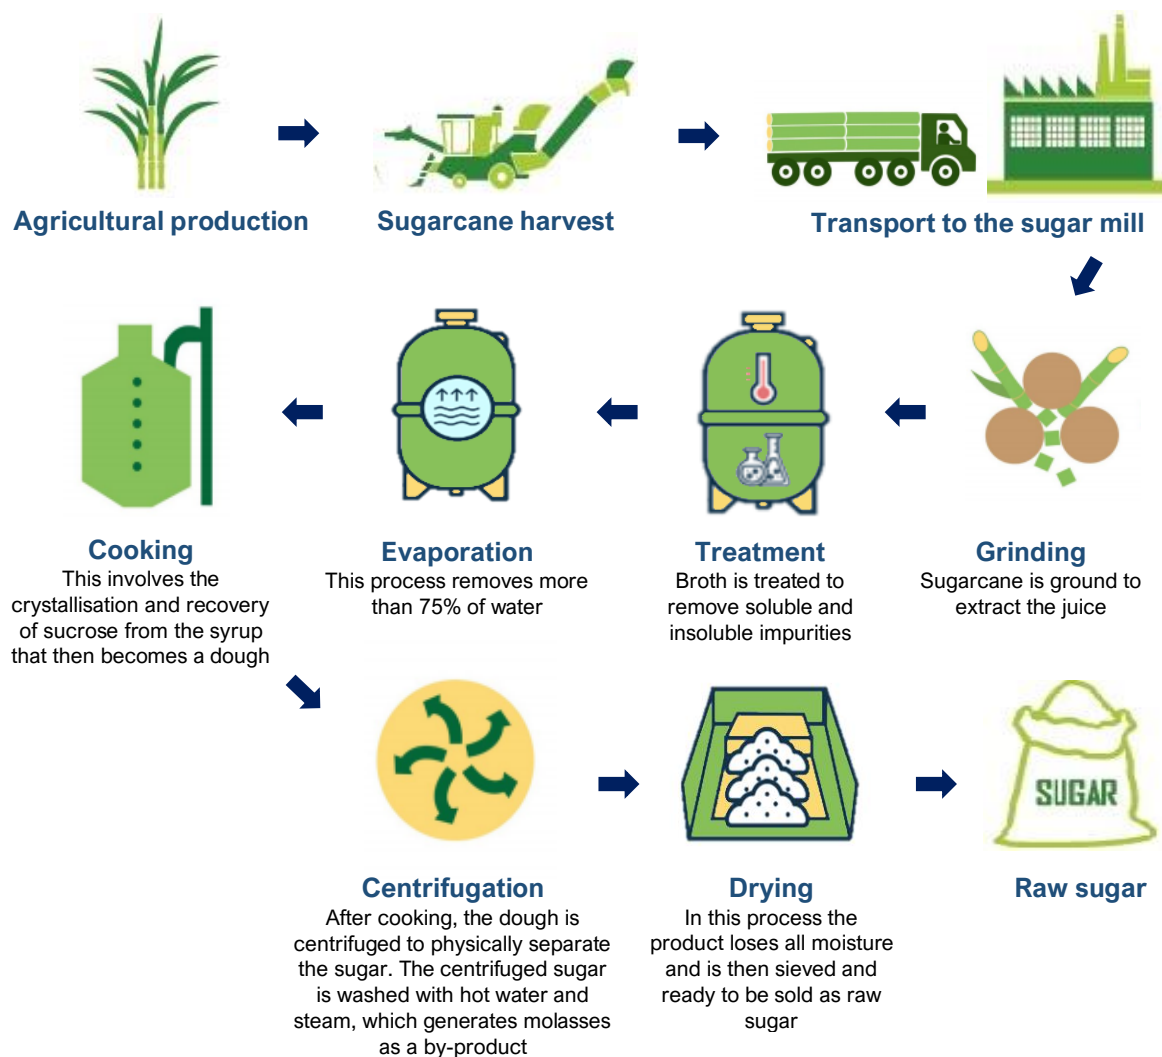 Agricultural production
Sugarcane harvest
Transport to the sugar mill
Grinding
Sugarcane is ground to
extract the juice
Treatment
Broth is treated to
remove soluble and
insoluble impurities
Evaporation
This process removes more
than 75% of water
Cooking
This involves the
crystallisation and recovery
of sucrose from the syrup
that then becomes a dough
Centrifugation
After cooking, the dough is
centrifuged to physically separate
the sugar. The centrifuged sugar
is washed with hot water and
steam, which generates molasses
as a by-product
Drying
In this process the
product loses all moisture
and is then sieved and
ready to be sold as raw
sugar
SUGAR
Raw sugar